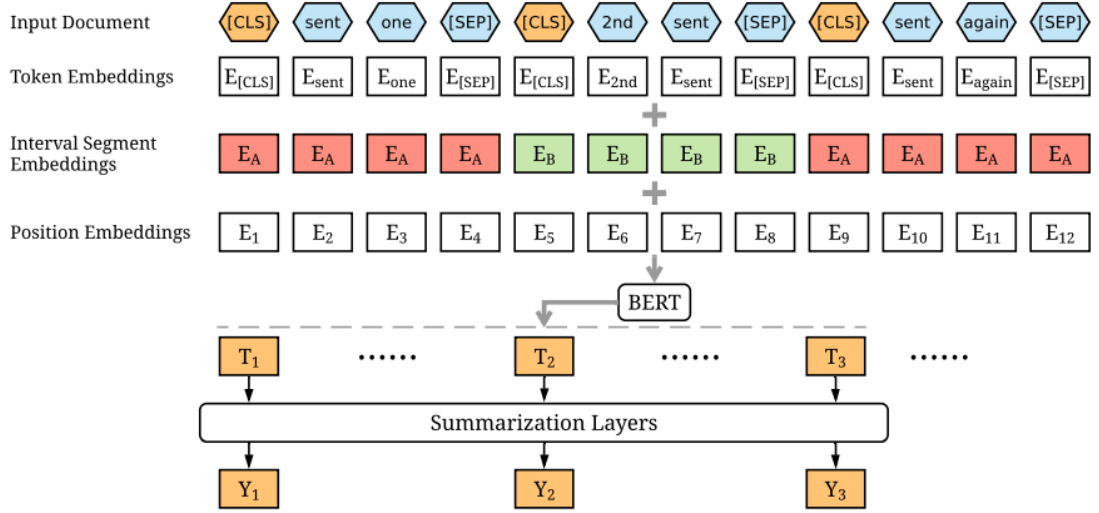 Input Document [CLS] sent one [SEP] [CLS] 2nd sent [SEP] [CLS] sent again [SEP]
Token Embeddings E[CLS] Esent Eone E[SEP] E[CLS] E2nd Esent E[SEP] E[CLS] Esent Eagain E[SEP]
+
Interval Segment
Embeddings EA EA EA EA EB EB EB EB EA EA EA EA
+
Position Embeddings E1 E2 E3 E4 E5 E6 E7 E8 E9 E10 E11 E12
BERT
T1 ...... T2 ...... T3 ......
Summarization Layers
Y1 Y2 Y3